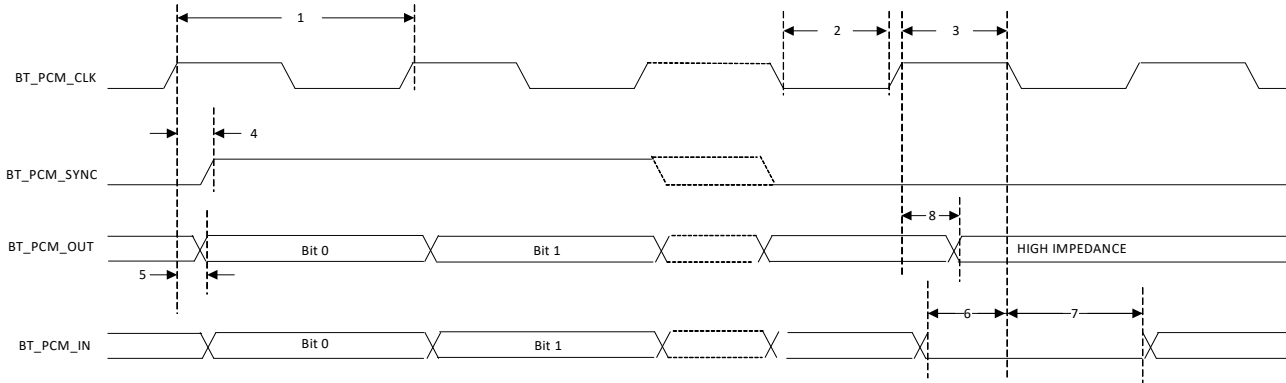 1
2
3
BT_PCM_CLK
4
BT_PCM_SYNC
8
BT_PCM_OUT
Bit 0
Bit 1
HIGH IMPEDANCE
5
6
7
BT_PCM_IN
Bit 0
Bit 1